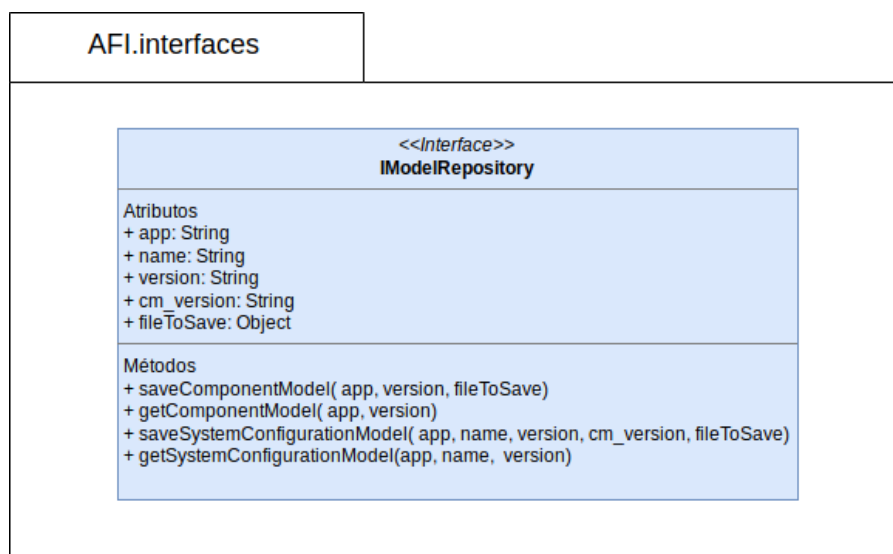 AFI.interfaces
<<Interface>>
IModelRepository
Atributos
+ app: String
+ name: String
+ version: String
+ cm_version: String
+ fileToSave: Object
Métodos
+ saveComponentModel( app, version, fileToSave)
+ getComponentModel( app, version)
+ saveSystemConfigurationModel( app, name, version, cm_version, fileToSave)
+ getSystemConfigurationModel(app, name,  version)